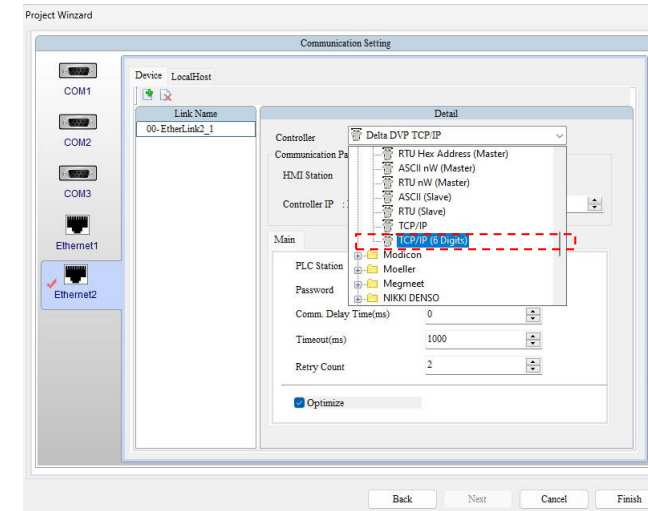 Project Winzard
Communication Setting
COM1
COM2
COM3
Ethernet1
Ethernet2
Device LocalHost
Link Name
00- EtherLink2_1
Detail
Controller Delta DVP TCP/IP
Communication Pa
HMI Station
Controller IP :
RTU Hex Address (Master)
ASCII nW (Master)
RTU nW (Master)
ASCII (Slave)
RTU (Slave)
TCP/IP
TCP/IP (6 Digits)
Modicon
Moeller
Megmeet
NIKKI DENSO
Main
PLC Station
Password
Comm. Delay Time(ms) 0
Timeout(ms) 1000
Retry Count 2
Optimize
Back Next Cancel Finish